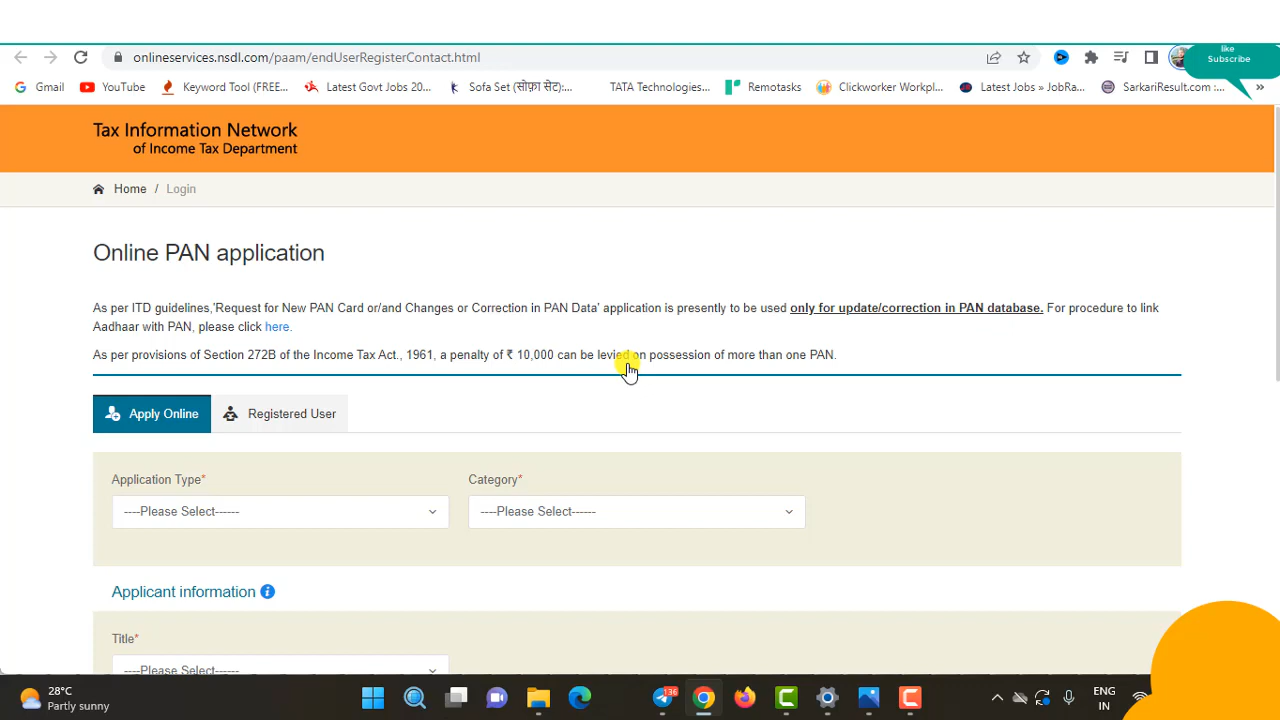 like
Subscribe
onlineservices.nsdl.com/paam/endUserRegisterContact.html
Gmail YouTube Keyword Tool (FREE... Latest Govt Jobs 20... Sofa Set (सोफ़ा सेट):... TATA Technologies... Remotasks Clickworker Workpl... Latest Jobs » JobRa... SarkariResult.com :... »
Tax Information Network
of Income Tax Department
Home / Login
Online PAN application
As per ITD guidelines,'Request for New PAN Card or/and Changes or Correction in PAN Data' application is presently to be used only for update/correction in PAN database. For procedure to link
Aadhaar with PAN, please click here.
As per provisions of Section 272B of the Income Tax Act., 1961, a penalty of ₹ 10,000 can be levied on possession of more than one PAN.
Apply Online Registered User
Application Type* Category*
----Please Select------ ----Please Select------
Applicant information
Title*
----Please Select------
28°C
Partly sunny
136
ENG
IN